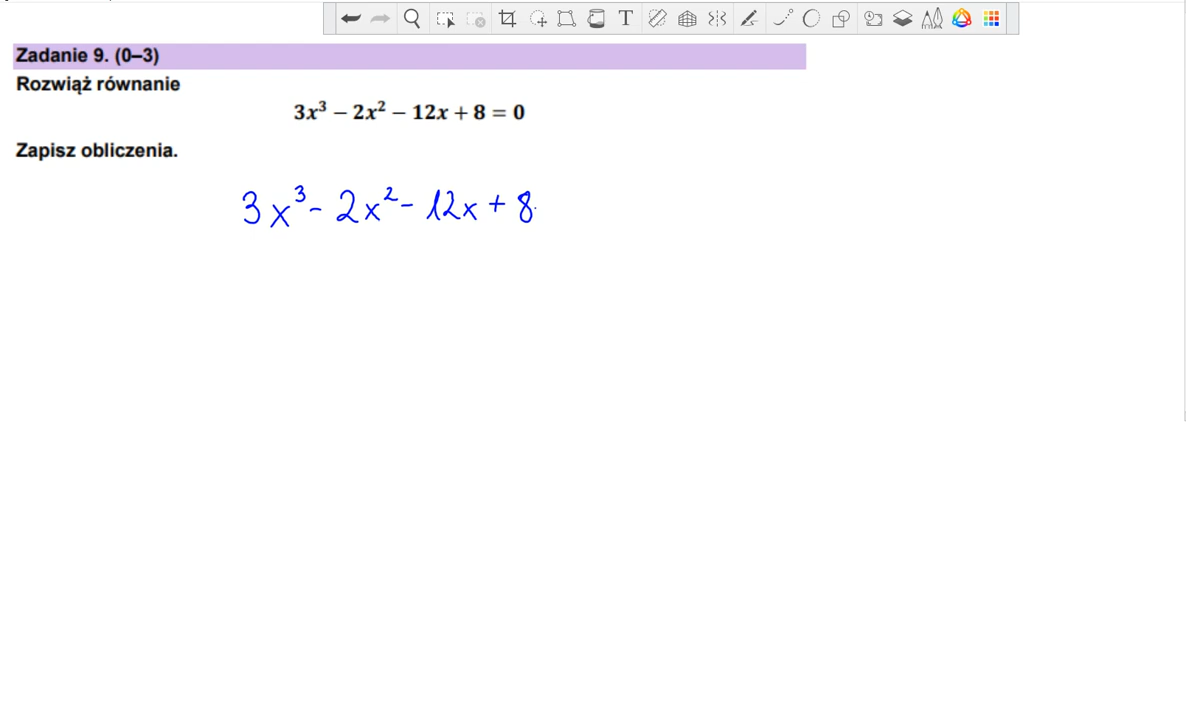 Zadanie 9. (0–3)
Rozwiąż równanie
3x³ − 2x² − 12x + 8 = 0
Zapisz obliczenia.
3x³ - 2x² - 12x + 8